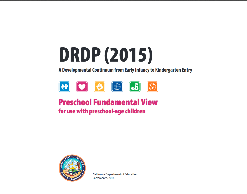 DRDP (2015)
A Developmental Continuum from Early Infancy to Kindergarten Entry
Preschool Fundamental View
for use with preschool-age children